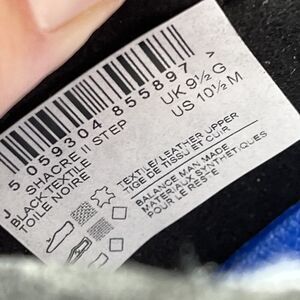 5 059304 855897 >
UK 9½ G
US 10½ M
J SHACRE II STEP
BLACK TEXTILE
TOILE NOIRE
TEXTILE/LEATHER UPPER
TIGE DE TISSU ET CUIR
BALANCE MAN MADE
MATERIAUX SYNTHETIQUES
POUR LE RESTE